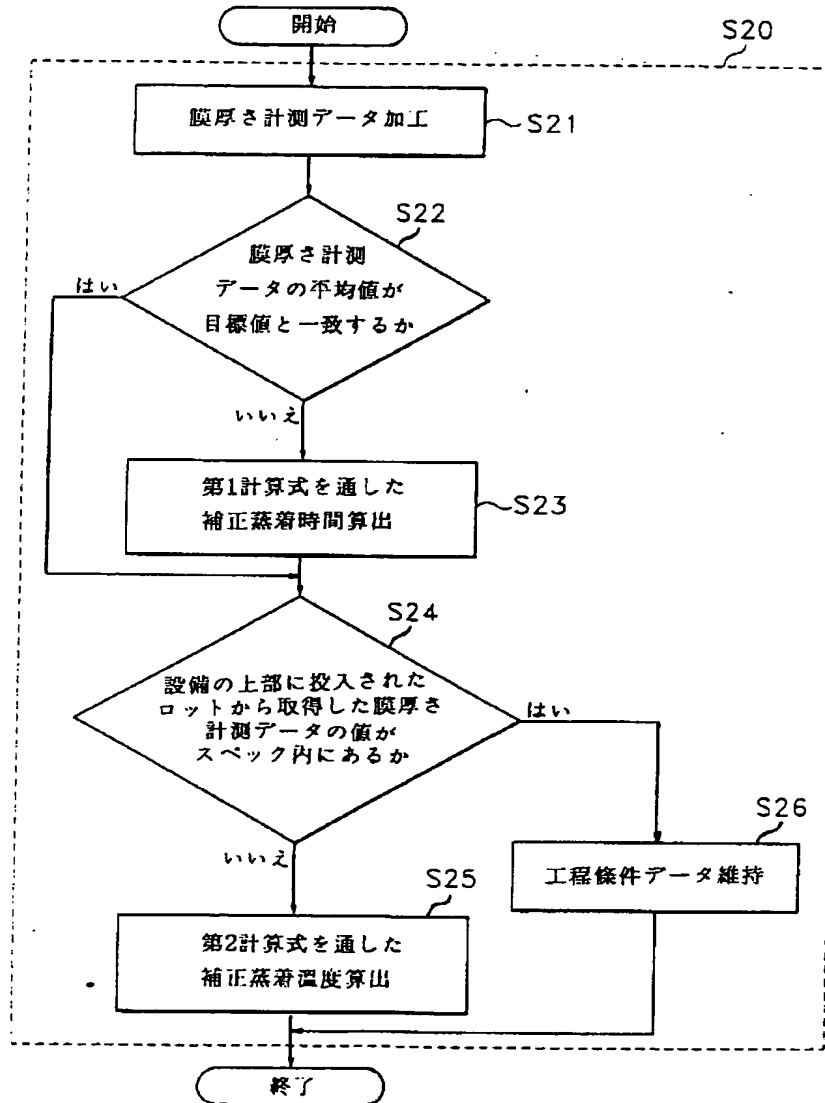 開始
S20
膜厚さ計測データ加工
S21
S22
膜厚さ計測
データの平均値が
目標値と一致するか
はい
いいえ
第1計算式を通した
補正蒸着時間算出
S23
S24
設備の上部に投入された
ロットから取得した膜厚さ
計測データの値が
スペック内にあるか
はい
いいえ
S26
工程條件データ維持
S25
第2計算式を通した
補正蒸着温度算出
終了